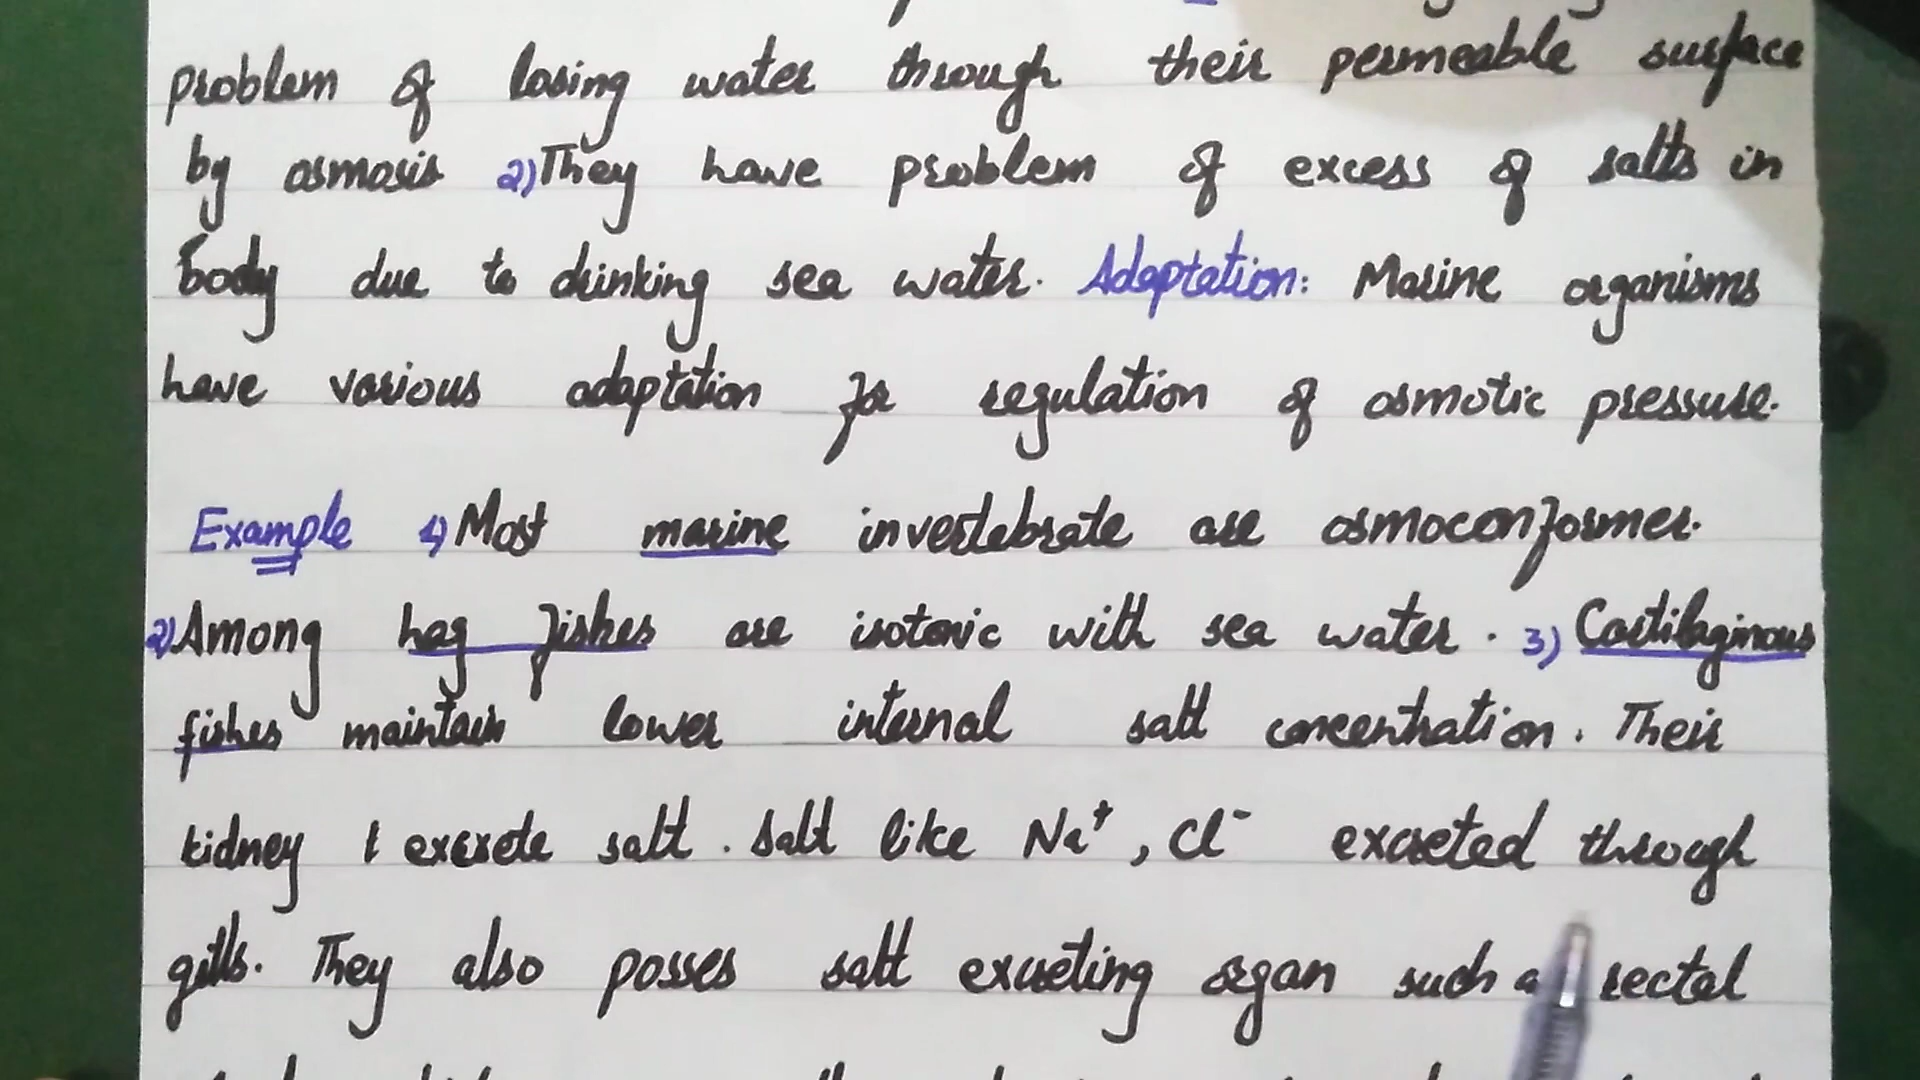 problem of losing water through their permeable surface
by osmosis 2) They have problem of excess of salts in
body due to drinking sea water. Adaptation: Marine organisms
have various adaptation for regulation of osmotic pressure.
Example 1) Most marine invertebrate are osmoconformer.
2) Among hag fishes are isotonic with sea water. 3) Cartilaginous
fishes maintain lower internal salt concentration. Their
kidney excrete salt. Salt like Na⁺, Cl⁻ excreted through
gills. They also posses salt excreting organ such a rectal